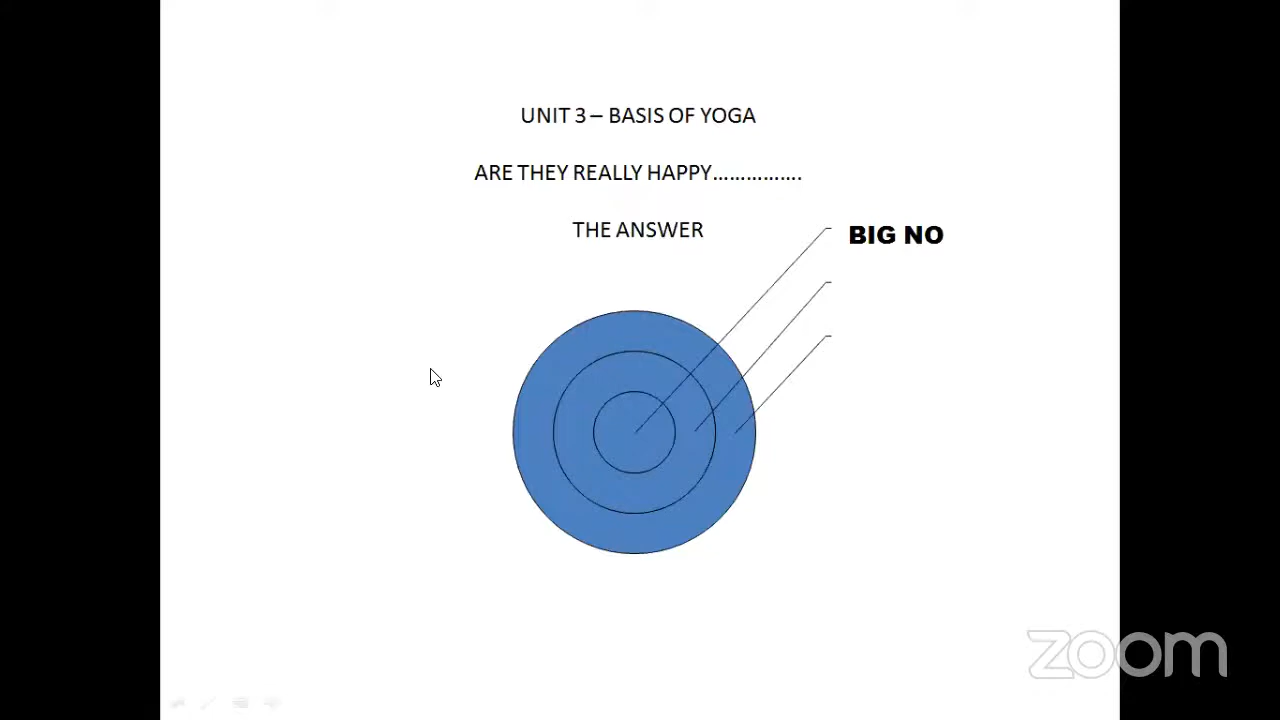 UNIT 3 – BASIS OF YOGA
ARE THEY REALLY HAPPY…………….
THE ANSWER
BIG NO
zoom